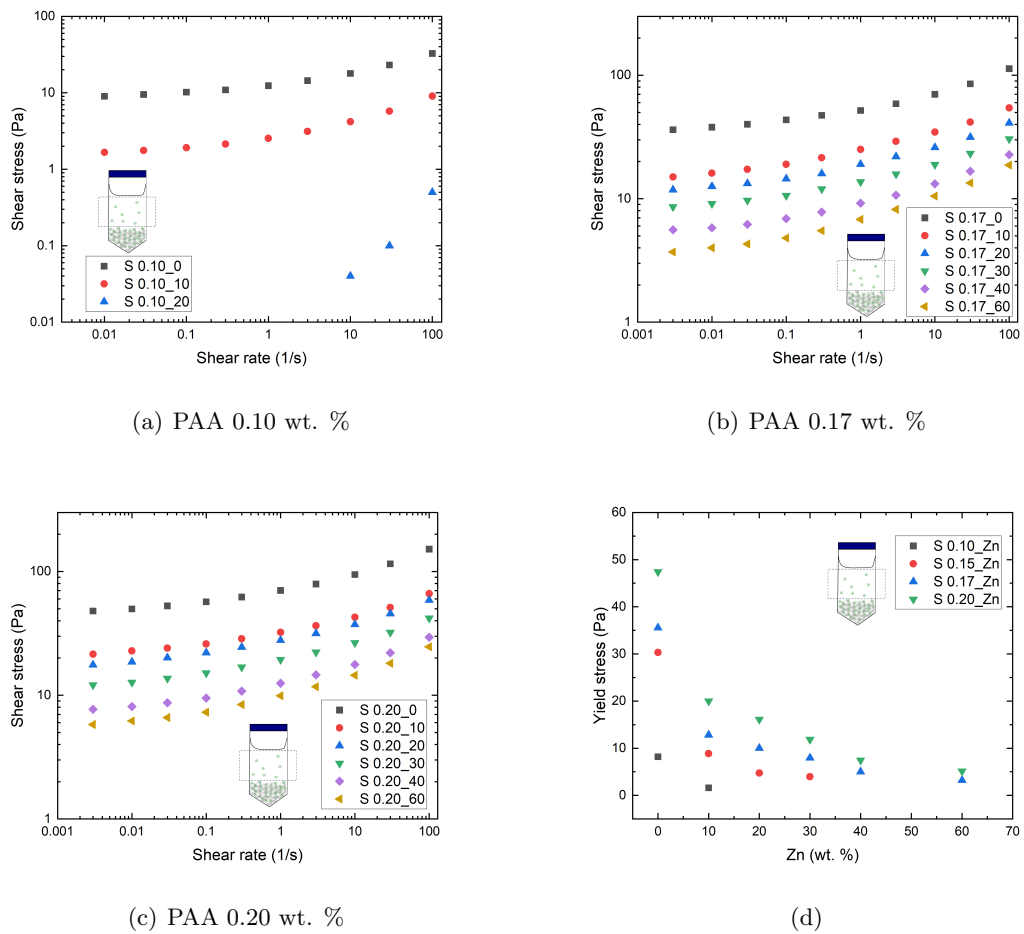 100
10
1
0.1
0.01
Shear stress (Pa)
S 0.10_0
S 0.10_10
S 0.10_20
0.01 0.1 1 10 100
Shear rate (1/s)
(a) PAA 0.10 wt. %
100
10
1
Shear stress (Pa)
S 0.17_0
S 0.17_10
S 0.17_20
S 0.17_30
S 0.17_40
S 0.17_60
0.001 0.01 0.1 1 10 100
Shear rate (1/s)
(b) PAA 0.17 wt. %
100
10
1
Shear stress (Pa)
S 0.20_0
S 0.20_10
S 0.20_20
S 0.20_30
S 0.20_40
S 0.20_60
0.001 0.01 0.1 1 10 100
Shear rate (1/s)
(c) PAA 0.20 wt. %
60
50
40
30
20
10
0
Yield stress (Pa)
S 0.10_Zn
S 0.15_Zn
S 0.17_Zn
S 0.20_Zn
0 10 20 30 40 50 60 70
Zn (wt. %)
(d)